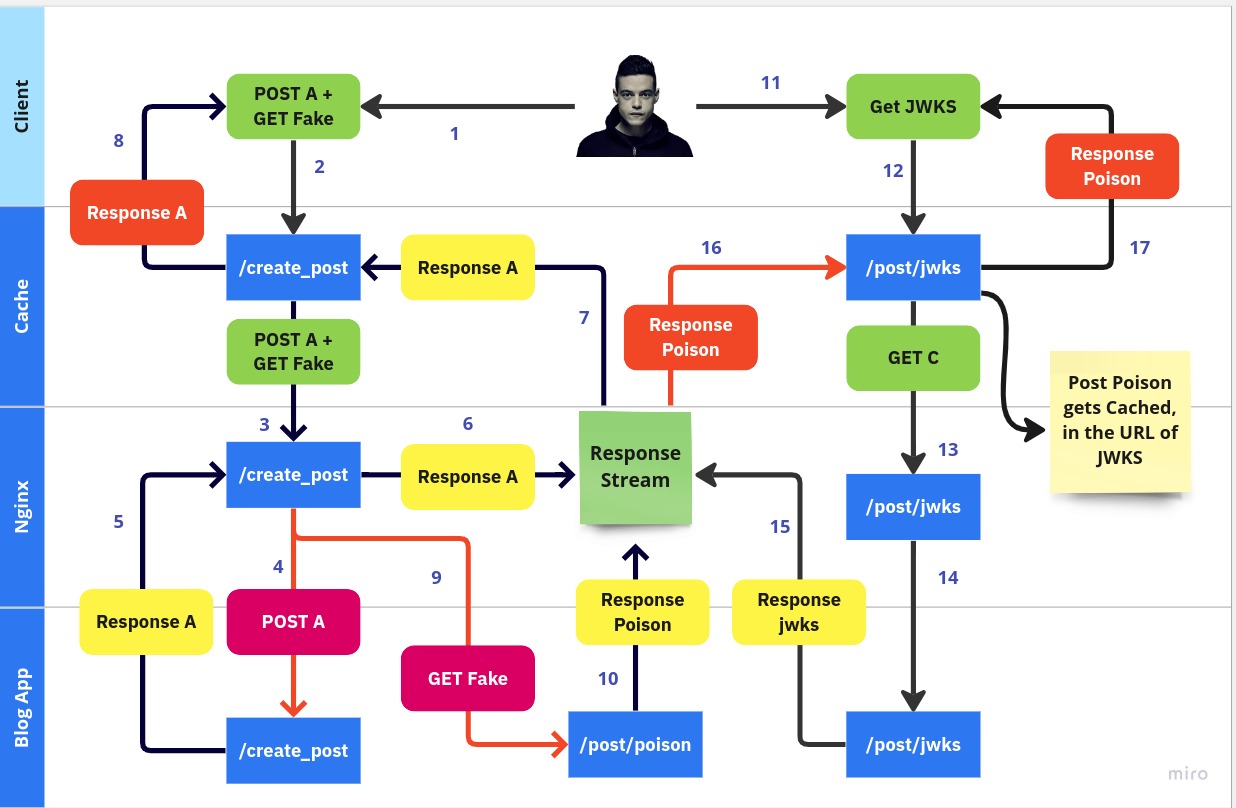 Client
Cache
Nginx
Blog App
POST A +
GET Fake
1
11
Get JWKS
8
2
12
Response
Poison
Response A
/create_post
Response A
16
/post/jwks
17
7
Response
Poison
POST A +
GET Fake
GET C
Post Poison
gets Cached,
in the URL of
JWKS
3
6
/create_post
Response A
Response
Stream
13
/post/jwks
5
15
4
9
14
Response A
POST A
Response
Poison
Response
jwks
GET Fake
10
/create_post
/post/poison
/post/jwks
miro